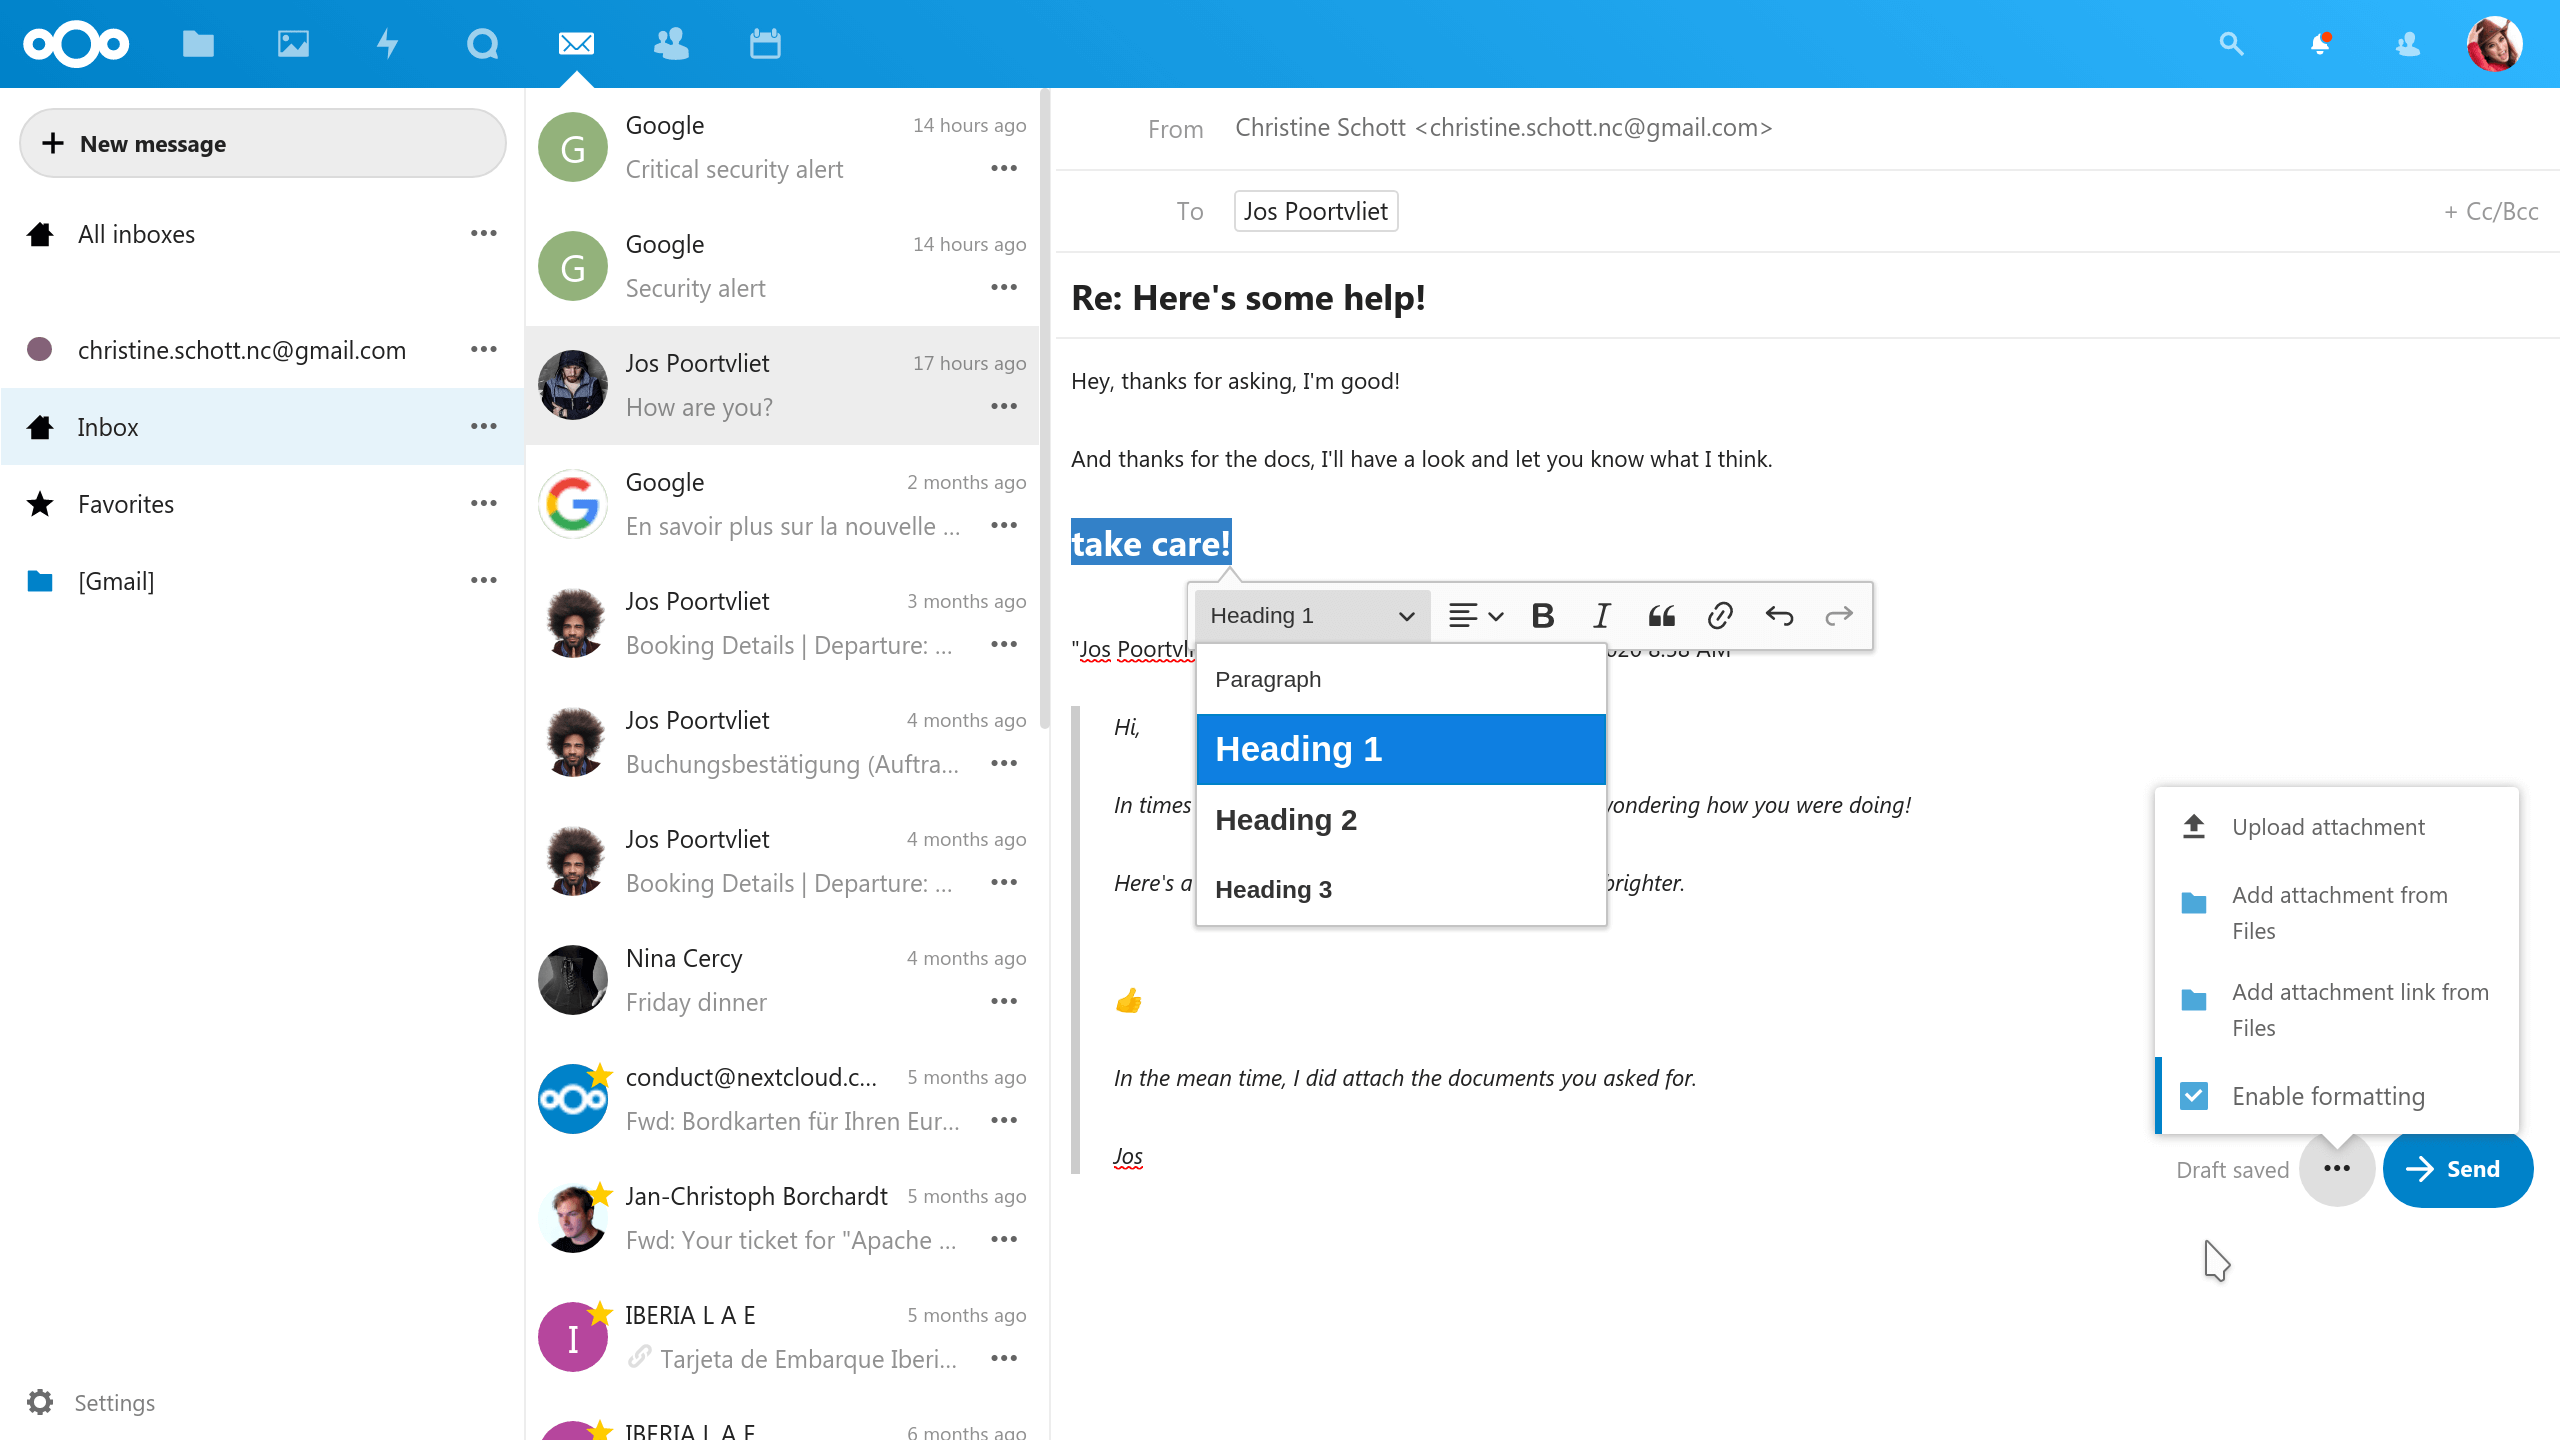 New message
All inboxes
christine.schott.nc@gmail.com
Inbox
Favorites
[Gmail]
Settings
G
Google 14 hours ago
Critical security alert
G
Google 14 hours ago
Security alert
Jos Poortvliet 17 hours ago
How are you?
Google 2 months ago
En savoir plus sur la nouvelle ...
Jos Poortvliet 3 months ago
Booking Details | Departure: ...
Jos Poortvliet 4 months ago
Buchungsbestätigung (Auftra...
Jos Poortvliet 4 months ago
Booking Details | Departure: ...
Nina Cercy 4 months ago
Friday dinner
conduct@nextcloud.c... 5 months ago
Fwd: Bordkarten für Ihren Eur...
Jan-Christoph Borchardt 5 months ago
Fwd: Your ticket for "Apache ...
I
IBERIA L A E 5 months ago
Tarjeta de Embarque Iberi...
IBERIA L A E 6 months ago
From Christine Schott <christine.schott.nc@gmail.com>
To Jos Poortvliet + Cc/Bcc
Re: Here's some help!
Hey, thanks for asking, I'm good!
And thanks for the docs, I'll have a look and let you know what I think.
take care!
Heading 1 B I
"Jos 8:58 AM
Paragraph
Heading 1
Heading 2
Heading 3
Hi,
In times wondering how you were doing!
Here's a brighter.
In the mean time, I did attach the documents you asked for.
Jos
Upload attachment
Add attachment from
Files
Add attachment link from
Files
Enable formatting
Draft saved
Send